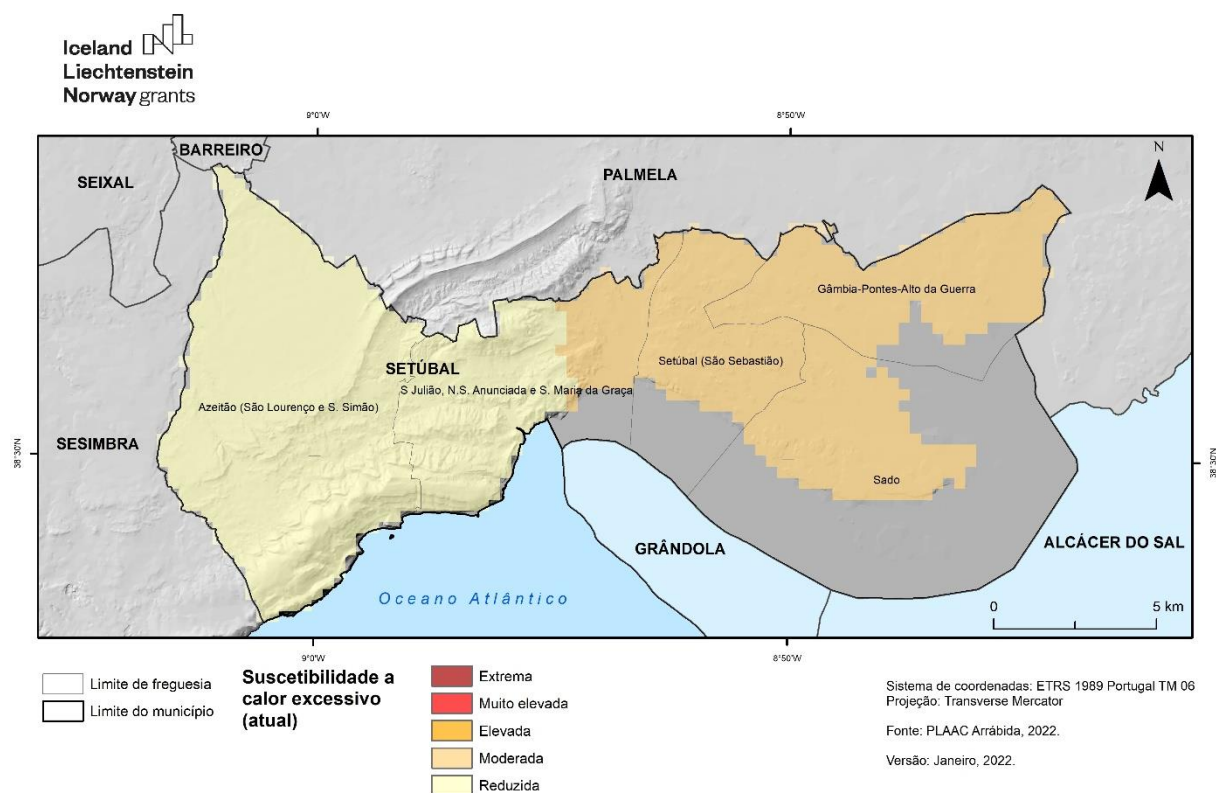 Iceland
Liechtenstein
Norway grants
9°0'W
8°50'W
BARREIRO
SEIXAL
PALMELA
N
Gâmbia-Pontes-Alto da Guerra
SETÚBAL
Setúbal (São Sebastião)
S Julião, N.S. Anunciada e S. Maria da Graça
Azeitão (São Lourenço e S. Simão)
SESIMBRA
38°30'N
38°30'N
Sado
GRÂNDOLA
ALCÁCER DO SAL
Oceano Atlântico
0
5 km
9°0'W
8°50'W
Limite de freguesia
Limite do município
Suscetibilidade a
calor excessivo
(atual)
Extrema
Muito elevada
Elevada
Moderada
Reduzida
Sistema de coordenadas: ETRS 1989 Portugal TM 06
Projeção: Transverse Mercator
Fonte: PLAAC Arrábida, 2022.
Versão: Janeiro, 2022.